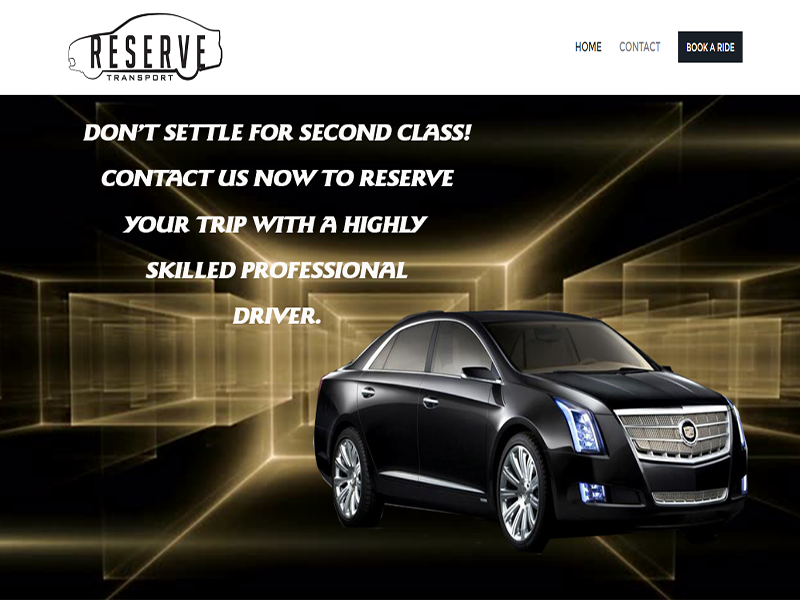 RESERVE
TRANSPORT
HOME
CONTACT
BOOK A RIDE
DON'T SETTLE FOR SECOND CLASS!
CONTACT US NOW TO RESERVE
YOUR TRIP WITH A HIGHLY
SKILLED PROFESSIONAL
DRIVER.